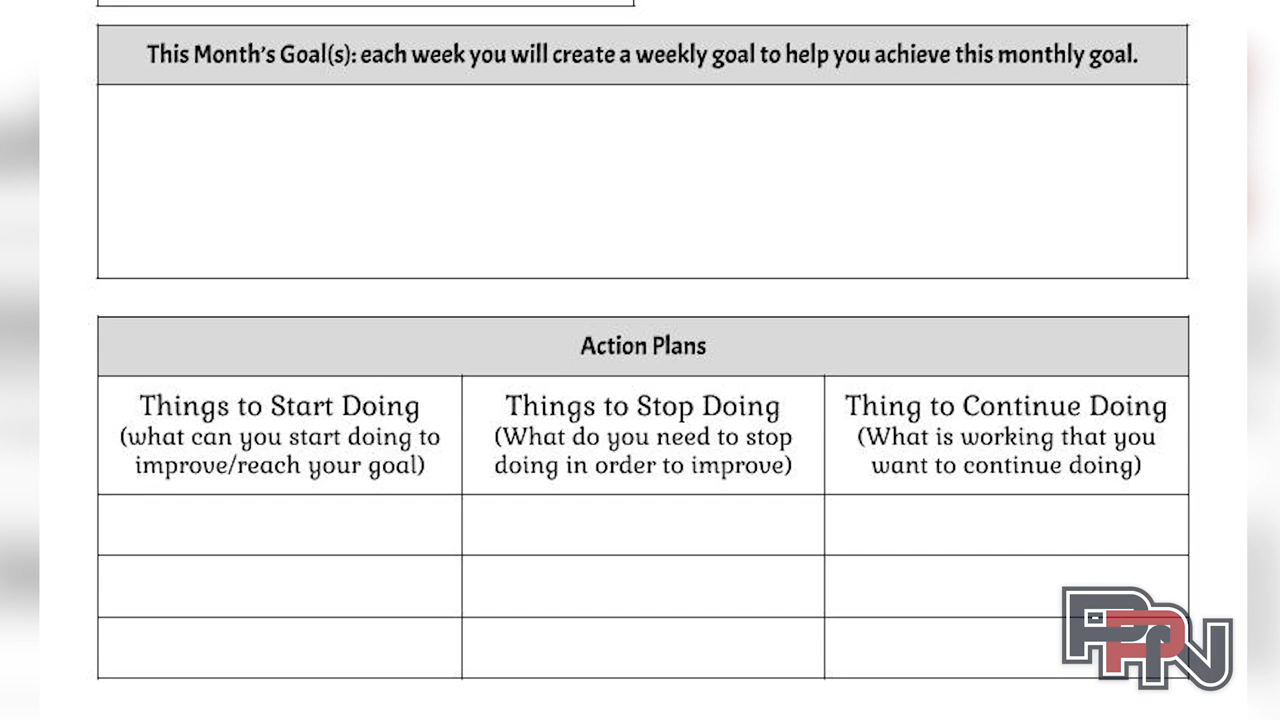 This Month's Goal(s): each week you will create a weekly goal to help you achieve this monthly goal.
Action Plans
Things to Start Doing
(what can you start doing to
improve/reach your goal)
Things to Stop Doing
(What do you need to stop
doing in order to improve)
Thing to Continue Doing
(What is working that you
want to continue doing)
PPN